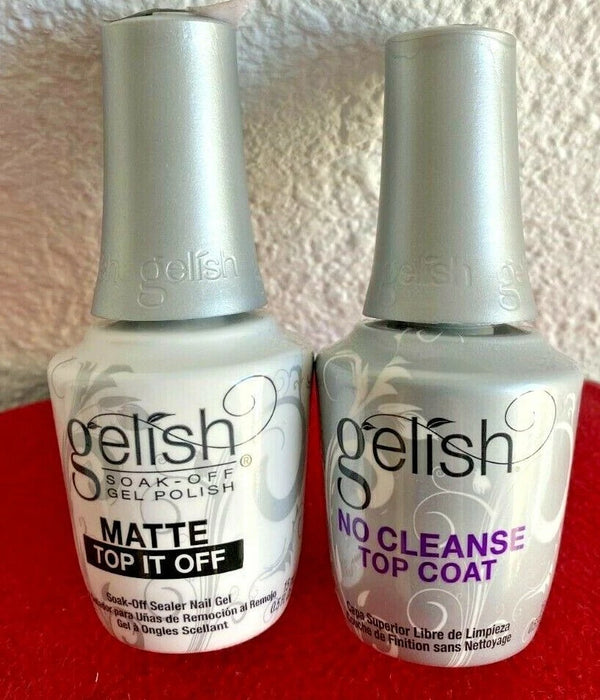 gelish
gelish
gelish
SOAK-OFF
GEL POLISH
MATTE
TOP IT OFF
Soak-Off Sealer Nail Gel
para Uñas de Remoción al Remojo
Gel à Ongles Scellant
gelish
NO CLEANSE
TOP COAT
Capa Superior Libre de Limpieza
Couche de Finition sans Nettoyage